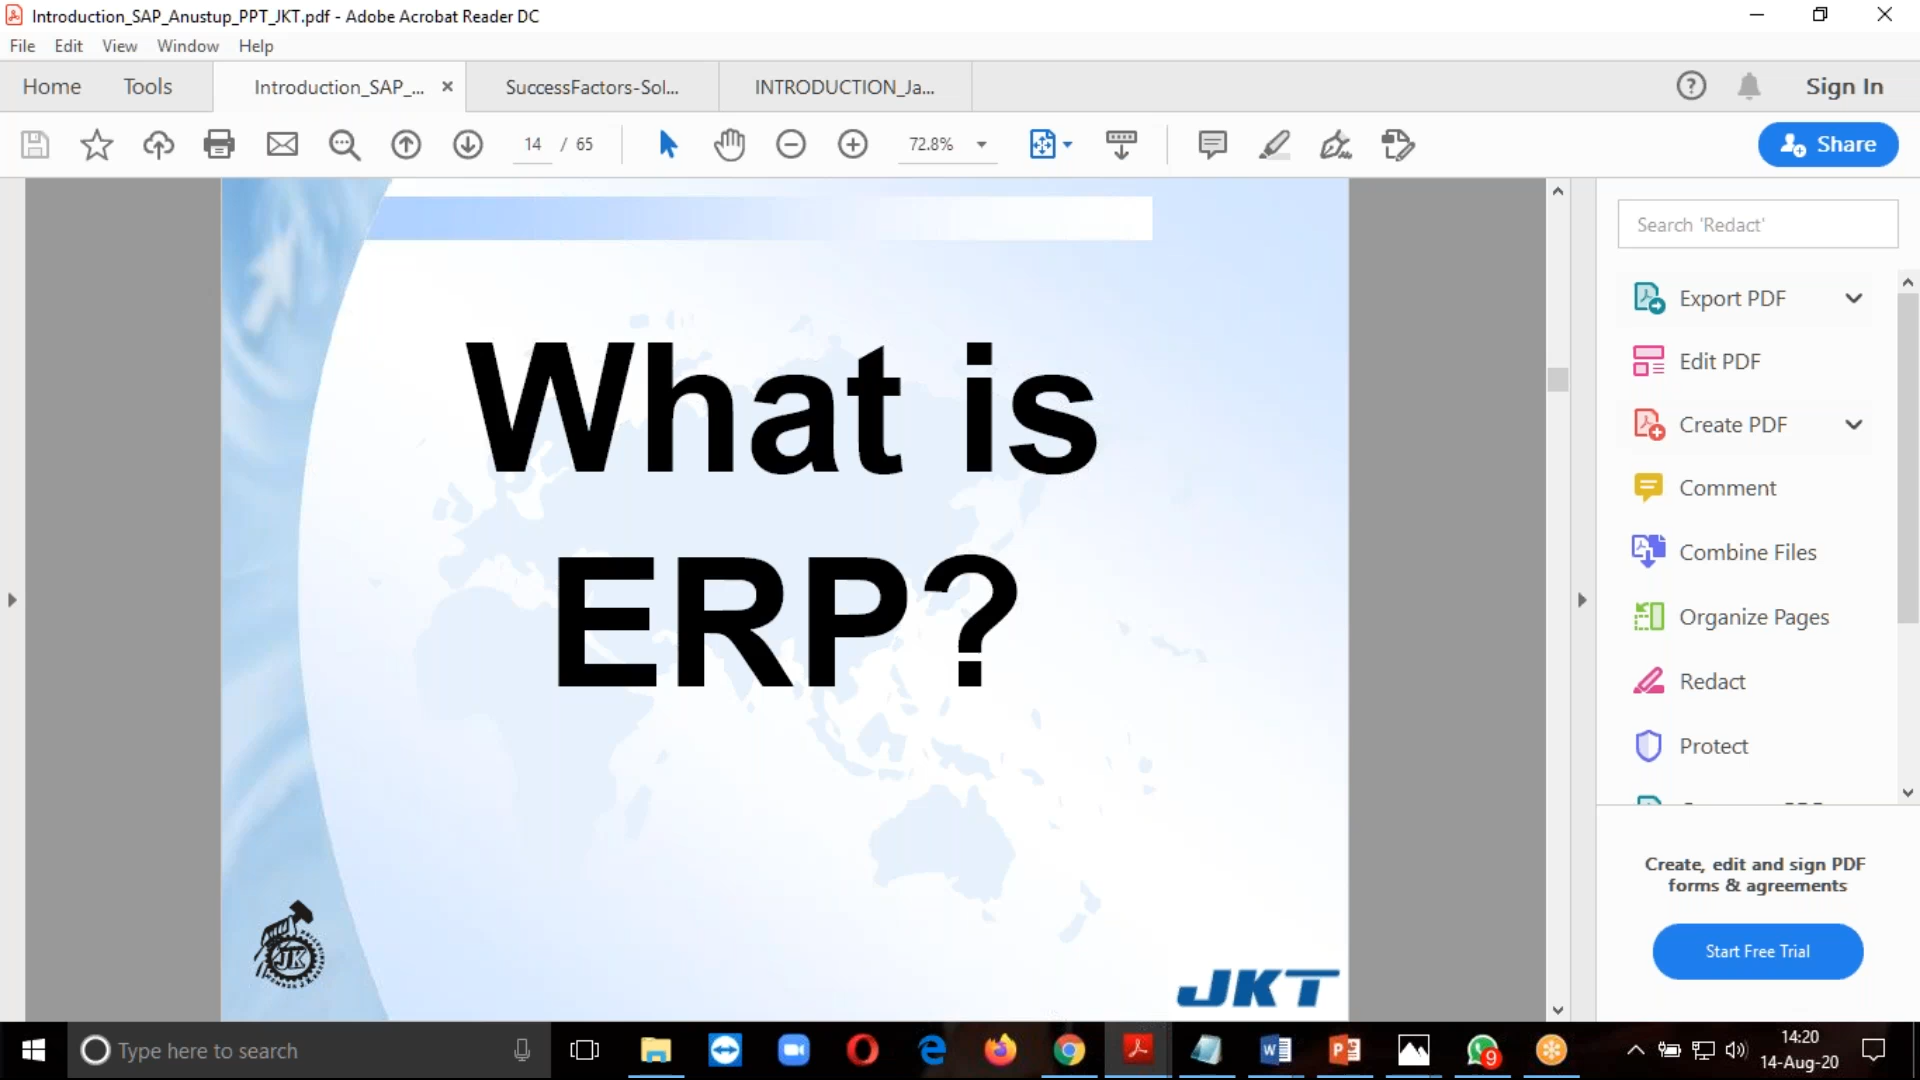 Introduction_SAP_Anustup_PPT_JKT.pdf - Adobe Acrobat Reader DC
File Edit View Window Help
Home Tools Introduction_SAP_... SuccessFactors-Sol... INTRODUCTION_Ja... Sign In
14 / 65 72.8% Share
Search 'Redact'
Export PDF
Edit PDF
Create PDF
Comment
Combine Files
Organize Pages
Redact
Protect
What is
ERP?
JK
JKT
Create, edit and sign PDF
forms & agreements
Start Free Trial
Type here to search
9
14:20
14-Aug-20